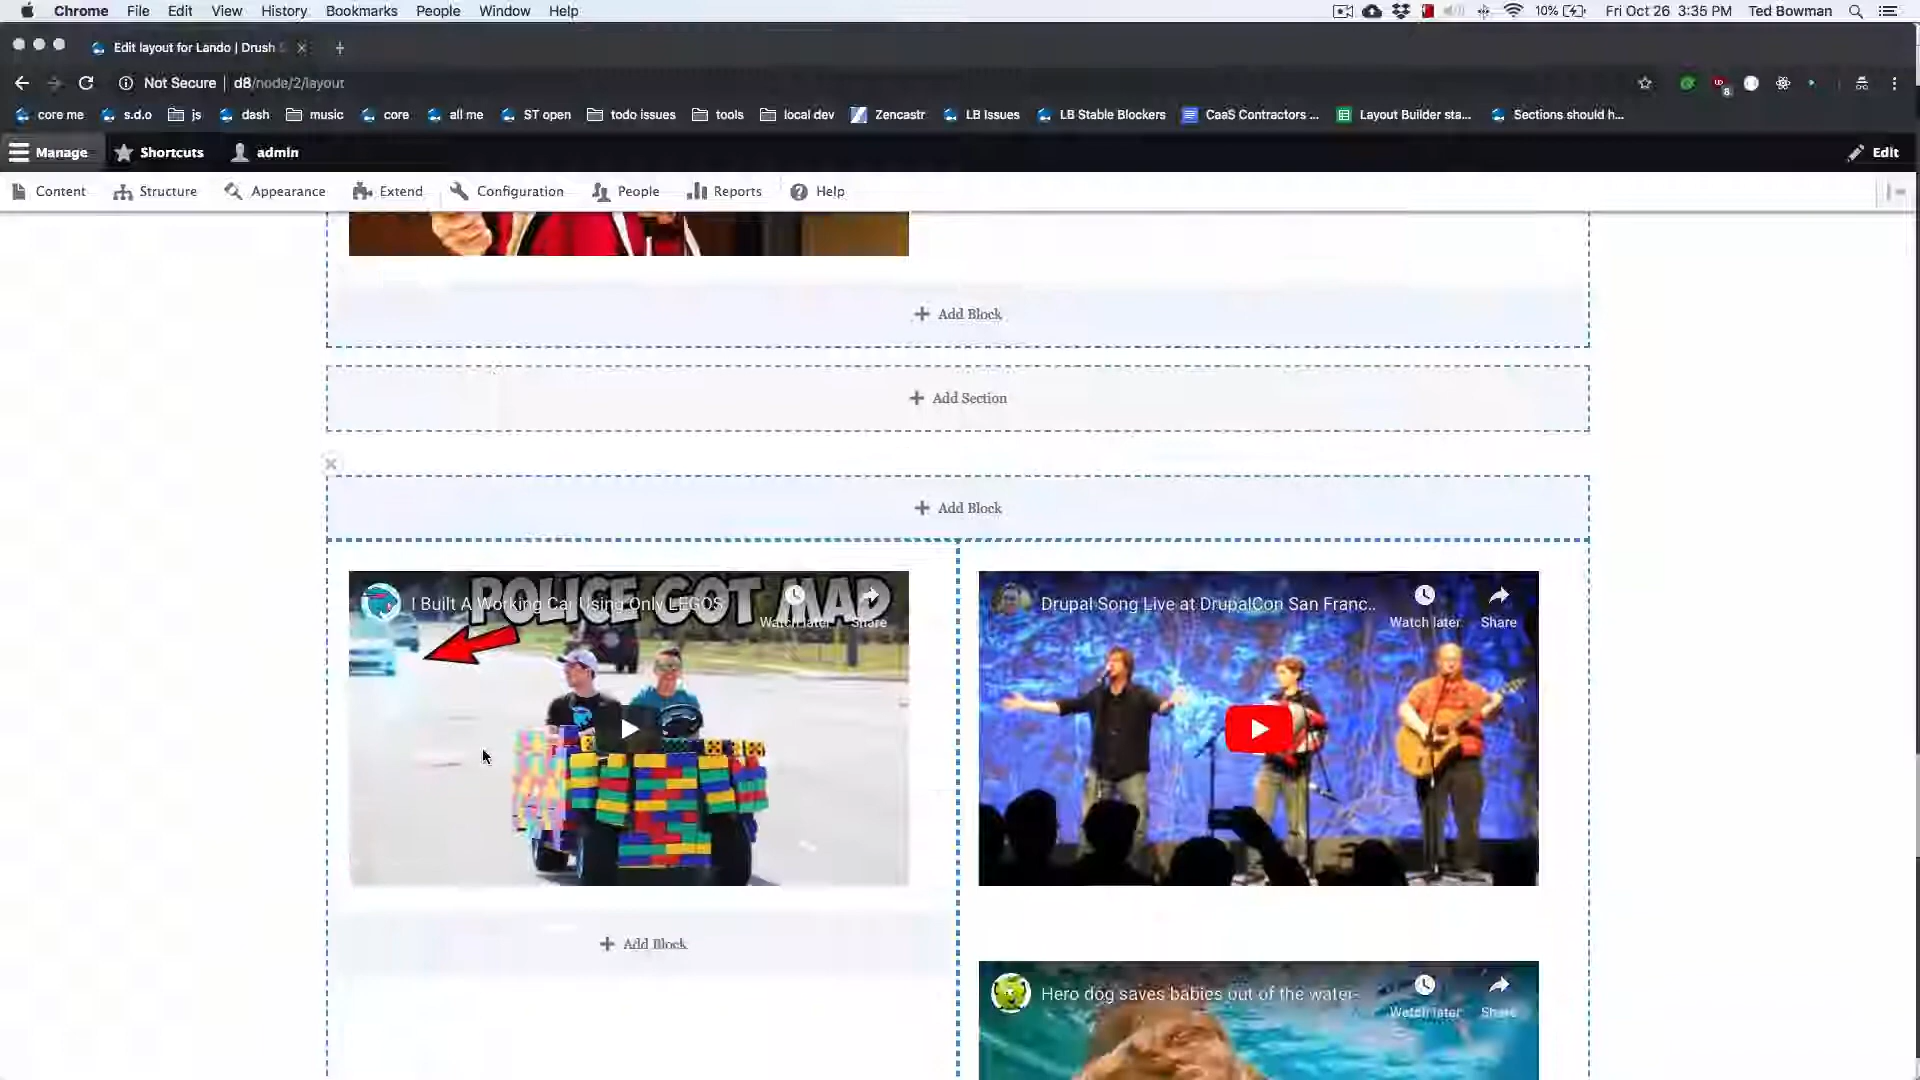 Chrome File Edit View History Bookmarks People Window Help 10% Fri Oct 26 3:35 PM Ted Bowman
Edit layout for Lando | Drush
Not Secure | d8/node/2/layout
8
core me s.d.o js dash music core all me ST open todo issues tools local dev Zencastr LB Issues LB Stable Blockers CaaS Contractors ... Layout Builder sta... Sections should h...
Manage Shortcuts admin Edit
Content Structure Appearance Extend Configuration People Reports Help
Add Block
Add Section
Add Block
POLICE GOT MAD
I Built A Working Car Using Only LEGOS
Watch later Share
Drupal Song Live at DrupalCon San Franc...
Watch later Share
Add Block
Hero dog saves babies out of the water-
Watch later Share